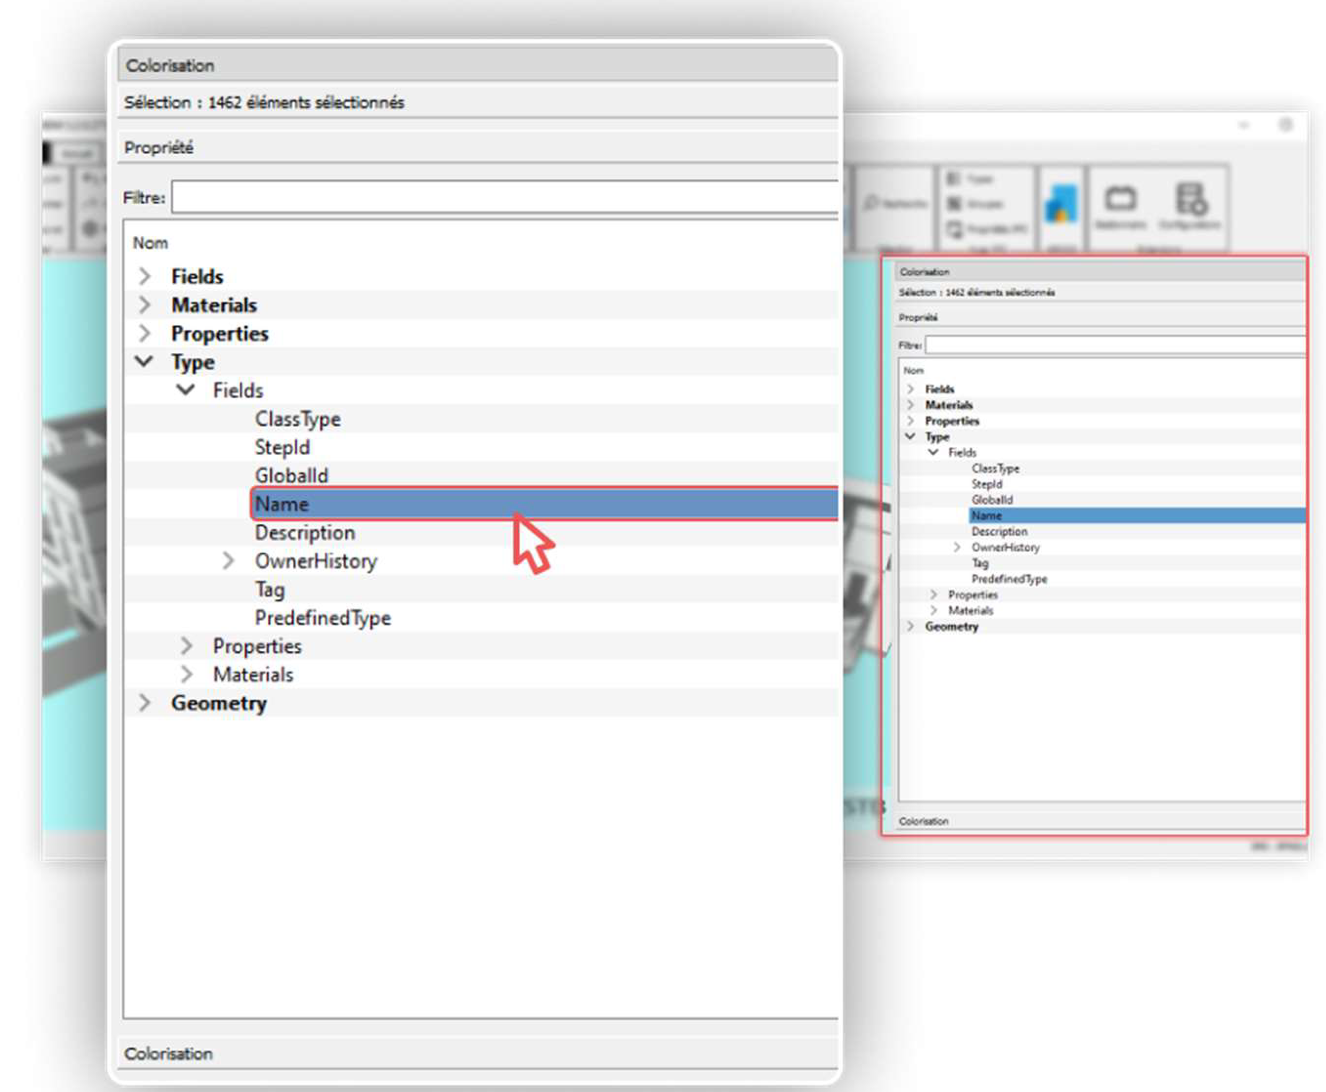 Colorisation
Sélection : 1462 éléments sélectionnés
Propriété
Filtre:
Nom
Fields
Materials
Properties
Type
Fields
ClassType
StepId
GlobalId
Name
Description
OwnerHistory
Tag
PredefinedType
Properties
Materials
Geometry
Colorisation
Colorisation
Sélection : 1462 éléments sélectionnés
Propriété
Filtre:
Nom
Fields
Materials
Properties
Type
Fields
ClassType
StepId
GlobalId
Name
Description
OwnerHistory
Tag
PredefinedType
Properties
Materials
Geometry
Colorisation